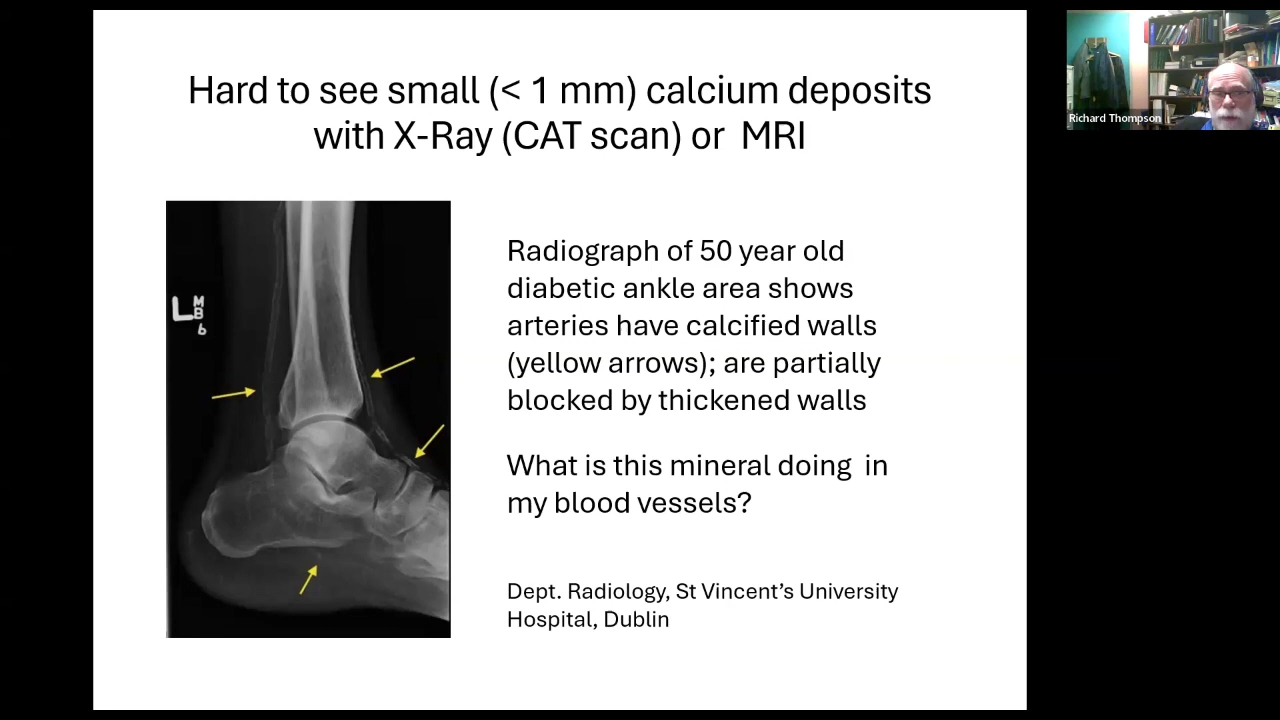 Hard to see small (< 1 mm) calcium deposits
with X-Ray (CAT scan) or MRI
Richard Thompson
L
M
B
6
Radiograph of 50 year old
diabetic ankle area shows
arteries have calcified walls
(yellow arrows); are partially
blocked by thickened walls
What is this mineral doing in
my blood vessels?
Dept. Radiology, St Vincent's University
Hospital, Dublin